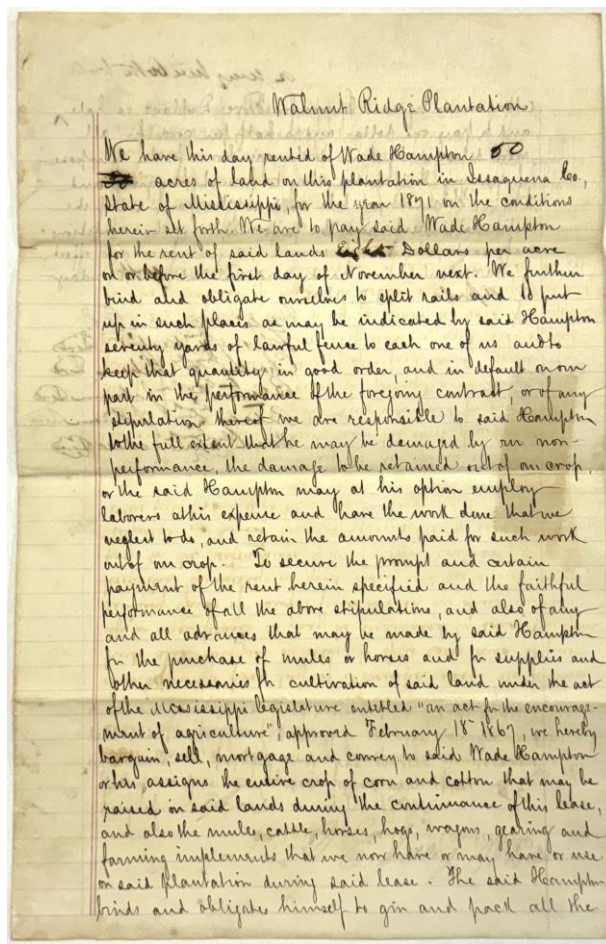 Walnut Ridge Plantation
We have this day rented of Wade Hampton 50
acres of land on this plantation in Issaquena Co,
State of Mississippi, for the year 1871 on the conditions
herein set forth. We are to pay said Wade Hampton
for the rent of said lands Eight Dollars per acre
on or before the first day of November next. We further
bind and obligate ourselves to split rails and to put
up in such places as may be indicated by said Hampton
seventy yards of lawful fence to each one of us and to
keep that quantity in good order, and in default on our
part in the performance of the foregoing contract, or of any
stipulation thereof we are responsible to said Hampton
to the full extent that he may be damaged by our non-
performance, the damage to be retained out of our crop,
or the said Hampton may at his option employ
laborers at his expense and have the work done that we
neglect to do, and retain the amounts paid for such work
out of our crop. To secure the prompt and certain
payment of the rent herein specified and the faithful
performance of all the above stipulations, and also of any
and all advances that may be made by said Hampton
for the purchase of mules or horses and for supplies and
other necessaries for cultivation of said land under the act
of the Mississippi legislature entitled "an act for the encourage-
ment of agriculture", approved February 18 1867, we hereby
bargain, sell, mortgage and convey to said Wade Hampton
or his assigns the entire crop of corn and cotton that may be
raised on said lands during the continuance of this lease,
and also the mules, cattle, horses, hogs, wagons, gearing and
farming implements that we now have or may have or use
on said plantation during said lease. The said Hampton
binds and obligates himself to gin and pack all the